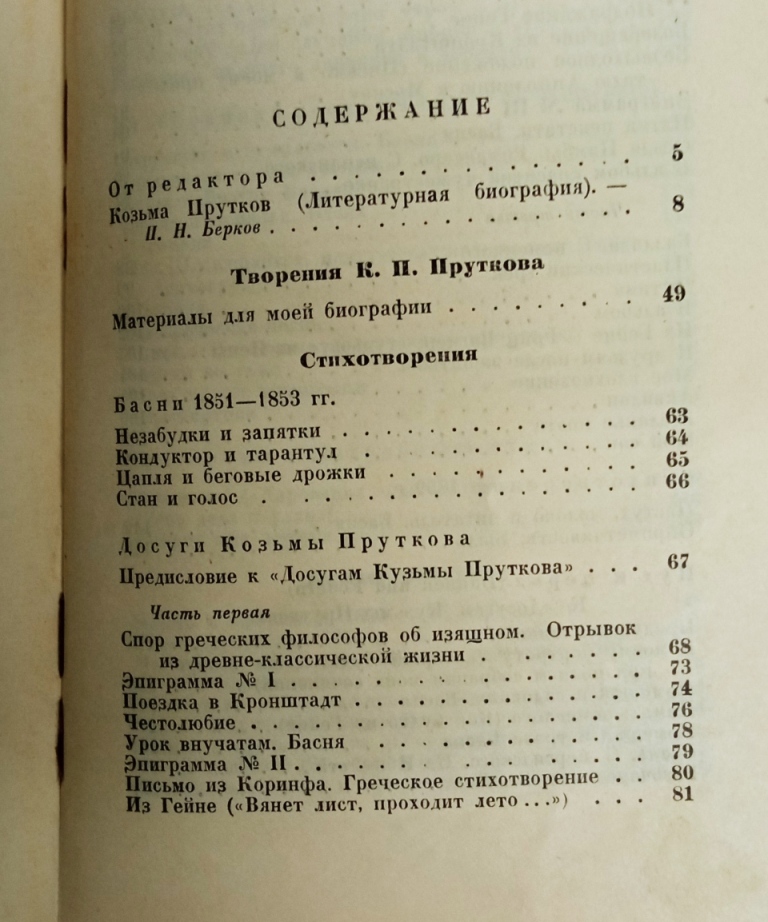 СОДЕРЖАНИЕ
От редактора . . . . . . . . . . . . . . 5
Козьма Прутков (Литературная биография). —
П. Н. Берков . . . . . . . . . . . . . . . . 8
Творения К. П. Пруткова
Материалы для моей биографии . . . . . . . . . 49
Стихотворения
Басни 1851—1853 гг.
Незабудки и запятки . . . . . . . . . . . . . . 63
Кондуктор и тарантул . . . . . . . . . . . . . 64
Цапля и беговые дрожки . . . . . . . . . . . . 65
Стан и голос . . . . . . . . . . . . . . . . 66
Досуги Козьмы Пруткова
Предисловие к «Досугам Кузьмы Пруткова» . . . 67
Часть первая
Спор греческих философов об изящном. Отрывок
из древне-классической жизни . . . . . . . 68
Эпиграмма № I . . . . . . . . . . . . . . . . 73
Поездка в Кронштадт . . . . . . . . . . . . . 74
Честолюбие . . . . . . . . . . . . . . . . . . 76
Урок внучатам. Басня . . . . . . . . . . . . 78
Эпиграмма № II . . . . . . . . . . . . . . . . 79
Письмо из Коринфа. Греческое стихотворение . . 80
Из Гейне («Вянет лист, проходит лето...») . . . 81